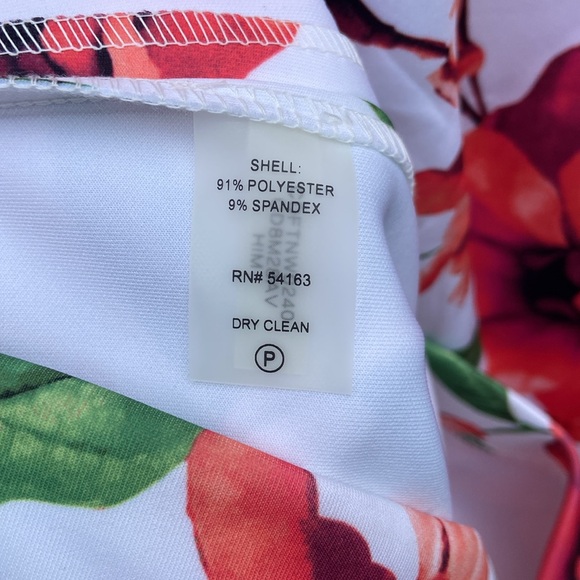 SHELL:
91% POLYESTER
9% SPANDEX
RN# 54163
DRY CLEAN
P